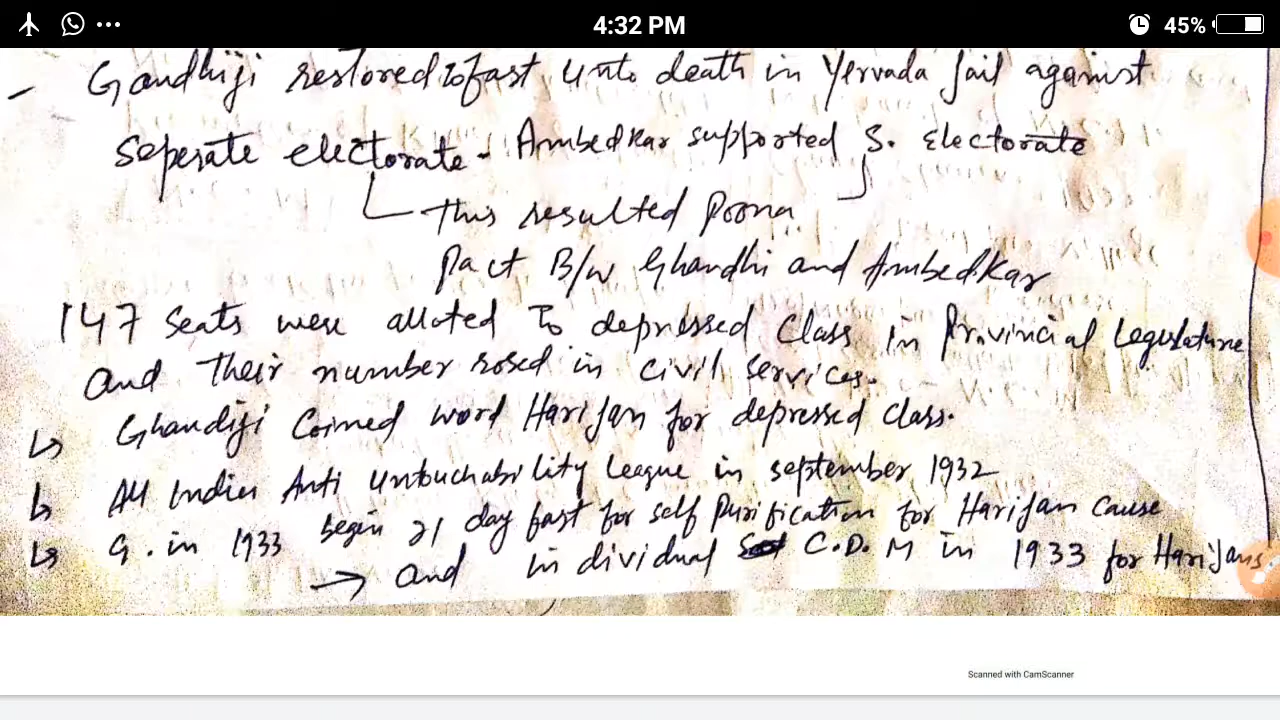 4:32 PM
45%
- Gandhiji restored to fast unto death in Yervada Jail against
Seperate electorate - Ambedkar supported S. Electorate
This resulted Poona
Pact B/w Ghandhi and Ambedkar
147 seats were alloted to depressed Class in Provincial Legislature
and their number rosed in civil services.
↳ Ghandiji Coined word Harijan for depressed class.
↳ All Indien Anti Untouchability League in september 1932
↳ G. in 1933 begin 21 day fast for self Purification for Harijan Cause
→ and individual C.D.M in 1933 for Harijans
Scanned with CamScanner